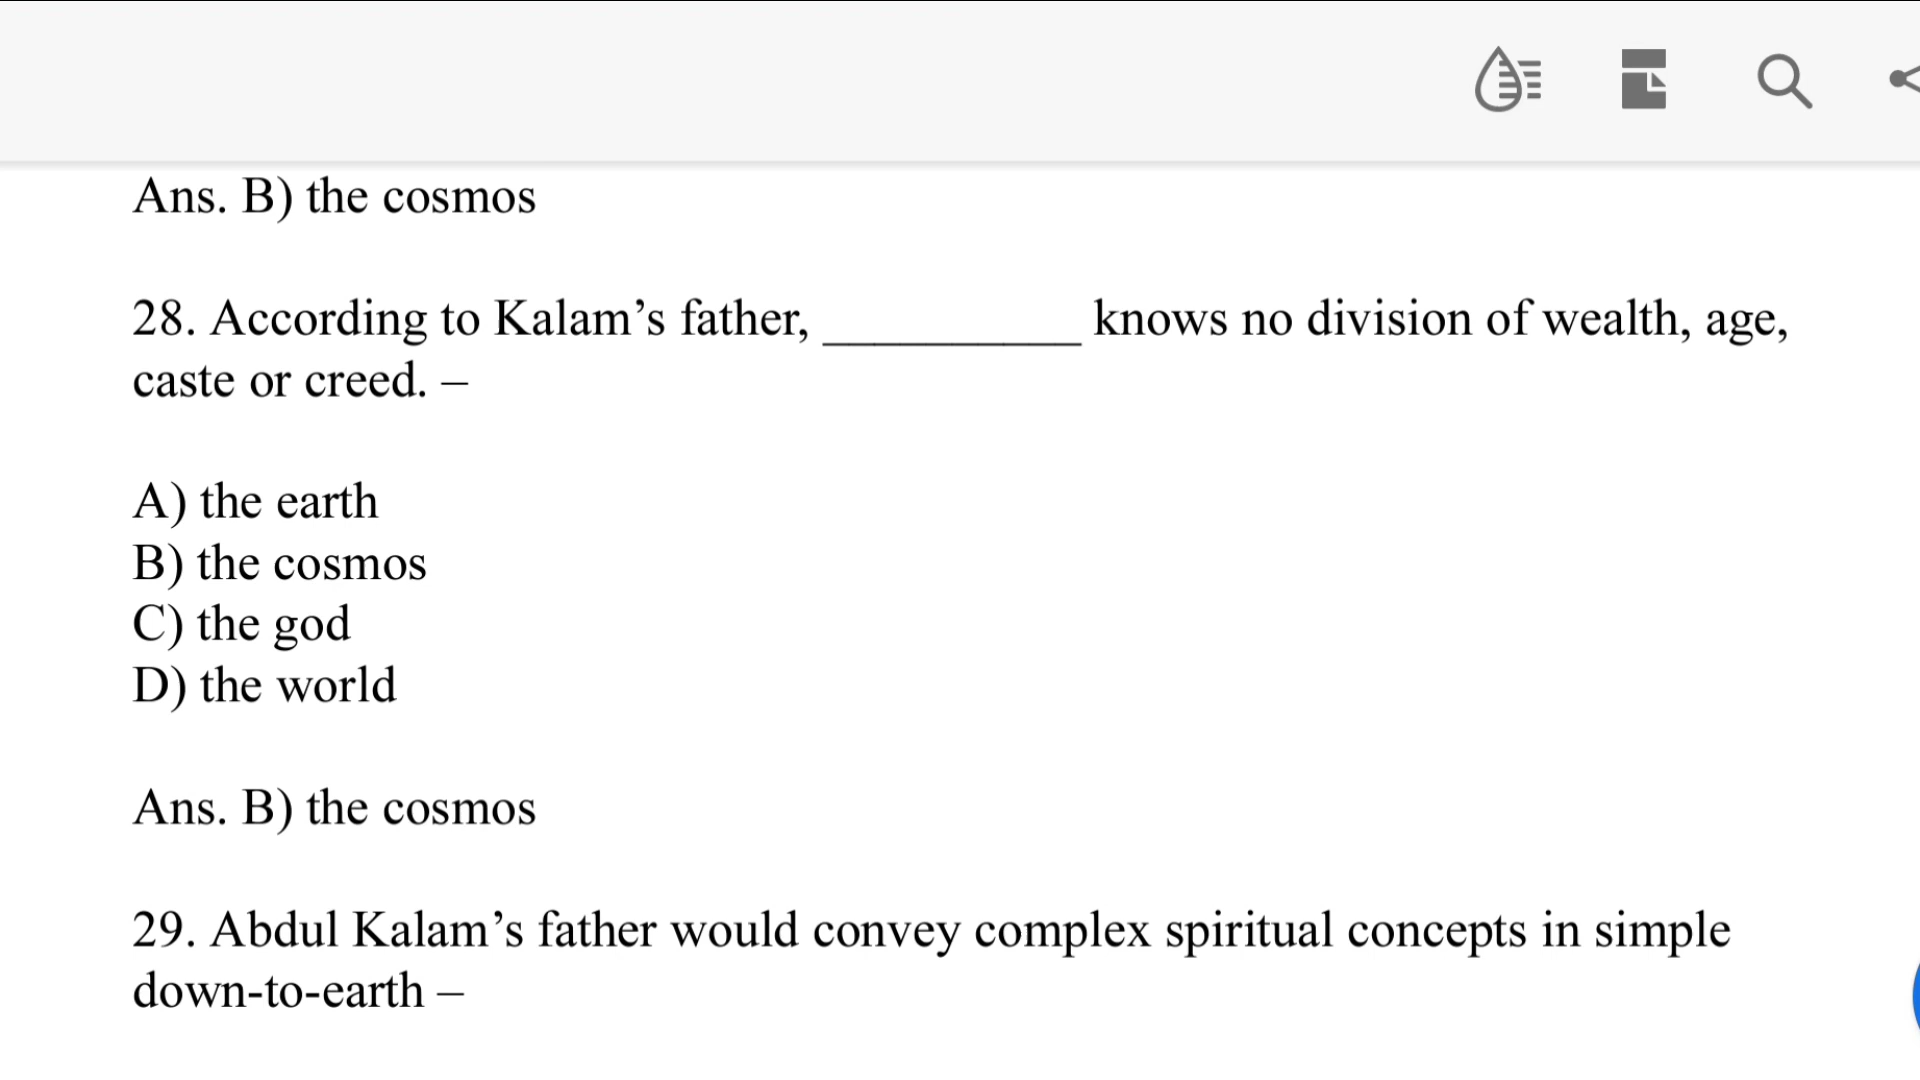 Ans. B) the cosmos
28. According to Kalam’s father, __________ knows no division of wealth, age,
caste or creed. –
A) the earth
B) the cosmos
C) the god
D) the world
Ans. B) the cosmos
29. Abdul Kalam’s father would convey complex spiritual concepts in simple
down-to-earth –